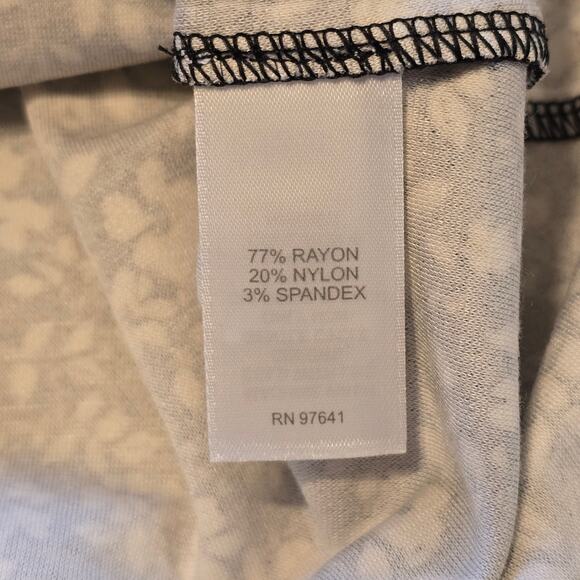 77% RAYON
20% NYLON
3% SPANDEX
RN 97641